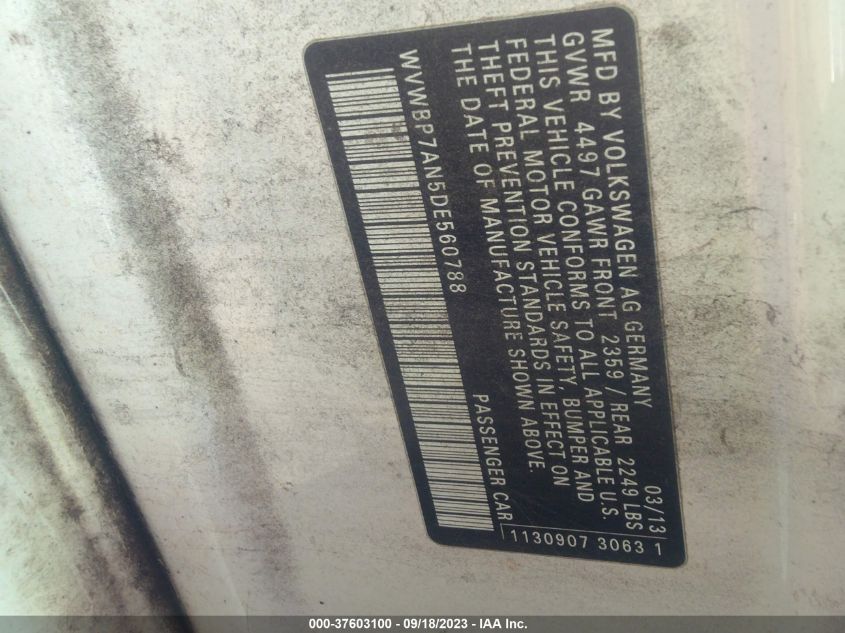 MFD BY VOLKSWAGEN AG GERMANY 03/13
GVWR 4497 GAWR FRONT 2359 / REAR 2249 LBS
THIS VEHICLE CONFORMS TO ALL APPLICABLE U.S.
FEDERAL MOTOR VEHICLE SAFETY, BUMPER AND
THEFT PREVENTION STANDARDS IN EFFECT ON
THE DATE OF MANUFACTURE SHOWN ABOVE.
WVWBP7AN5DE560788 PASSENGER CAR
1130907 3063 1
000-37603100 - 09/18/2023 - IAA Inc.